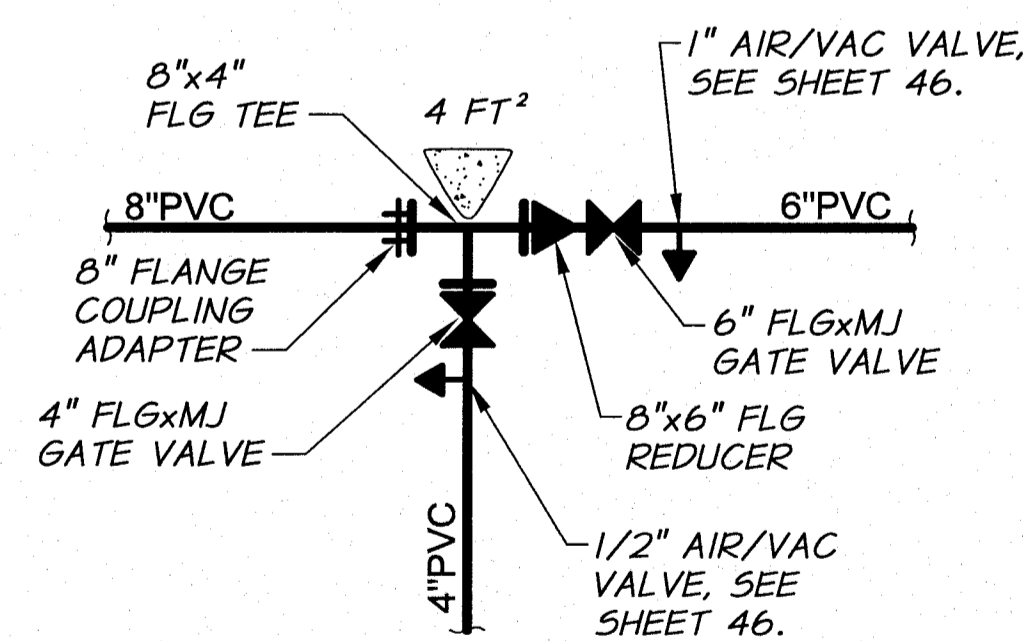 8"x4"
FLG TEE
4 FT²
1" AIR/VAC VALVE,
SEE SHEET 46.
8"PVC
6"PVC
8" FLANGE
COUPLING
ADAPTER
6" FLGxMJ
GATE VALVE
4" FLGxMJ
GATE VALVE
8"x6" FLG
REDUCER
4"PVC
1/2" AIR/VAC
VALVE, SEE
SHEET 46.